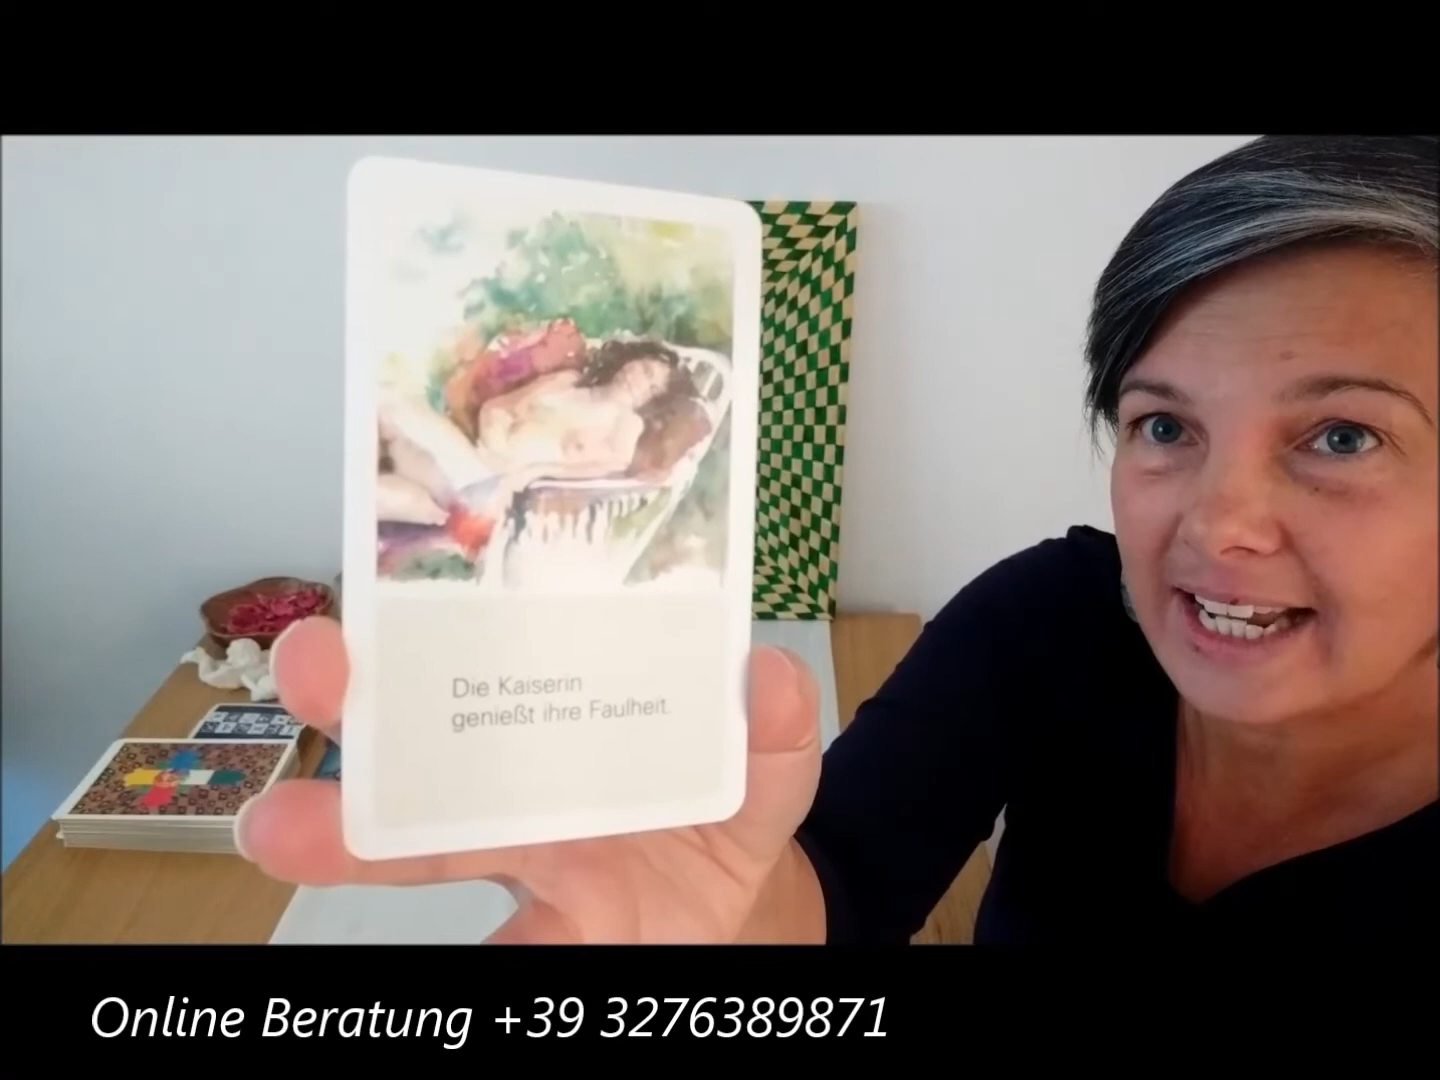 Die Kaiserin
genießt ihre Faulheit.
Online Beratung +39 3276389871